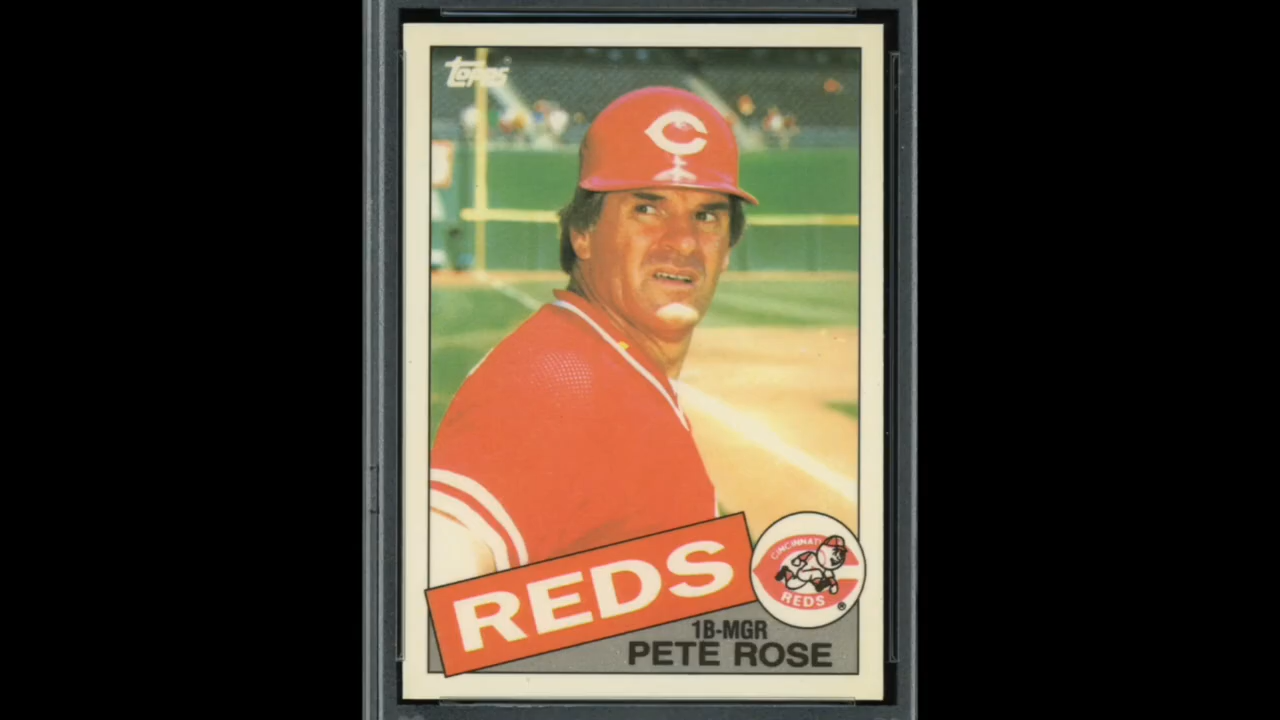 Topps
REDS
CINCINNATI
REDS
®
1B-MGR
PETE ROSE